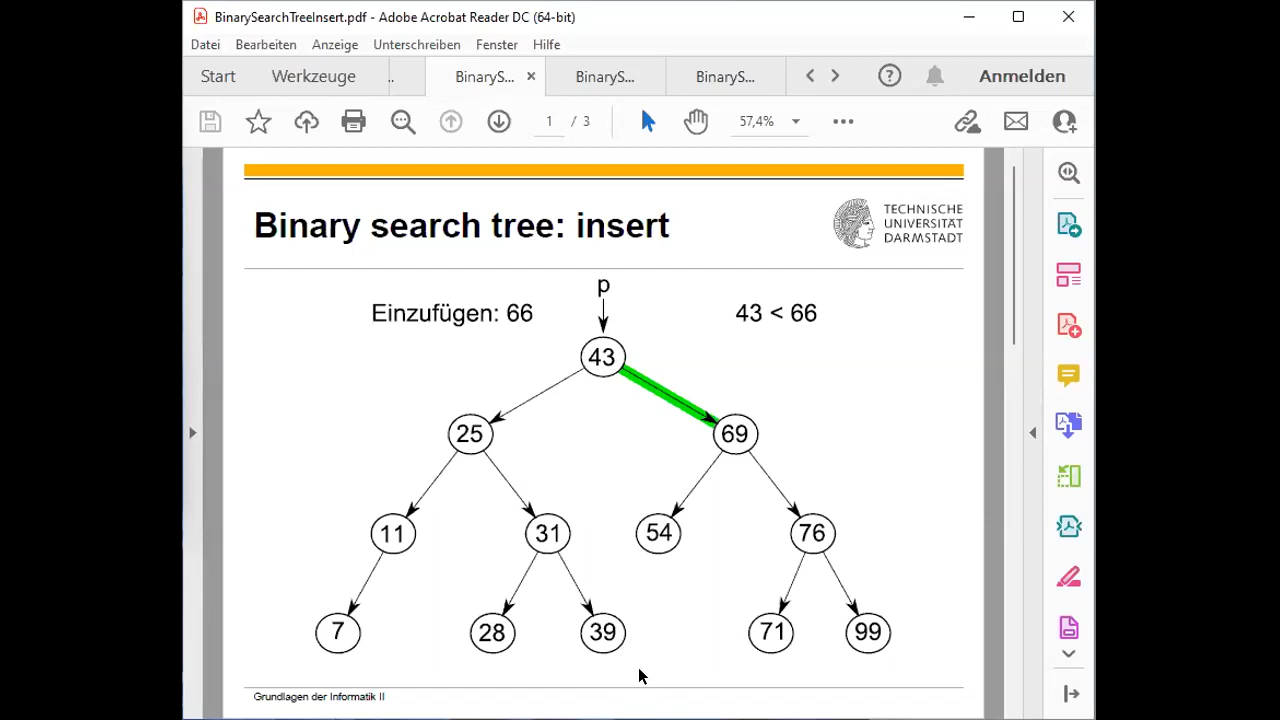 BinarySearchTreeInsert.pdf - Adobe Acrobat Reader DC (64-bit)
Datei Bearbeiten Anzeige Unterschreiben Fenster Hilfe
Start Werkzeuge .. BinaryS... BinaryS... BinaryS... Anmelden
1 / 3 57,4%
Binary search tree: insert
TECHNISCHE
UNIVERSITÄT
DARMSTADT
p
Einzufügen: 66
43 < 66
43
25 69
11 31 54 76
7 28 39 71 99
Grundlagen der Informatik II